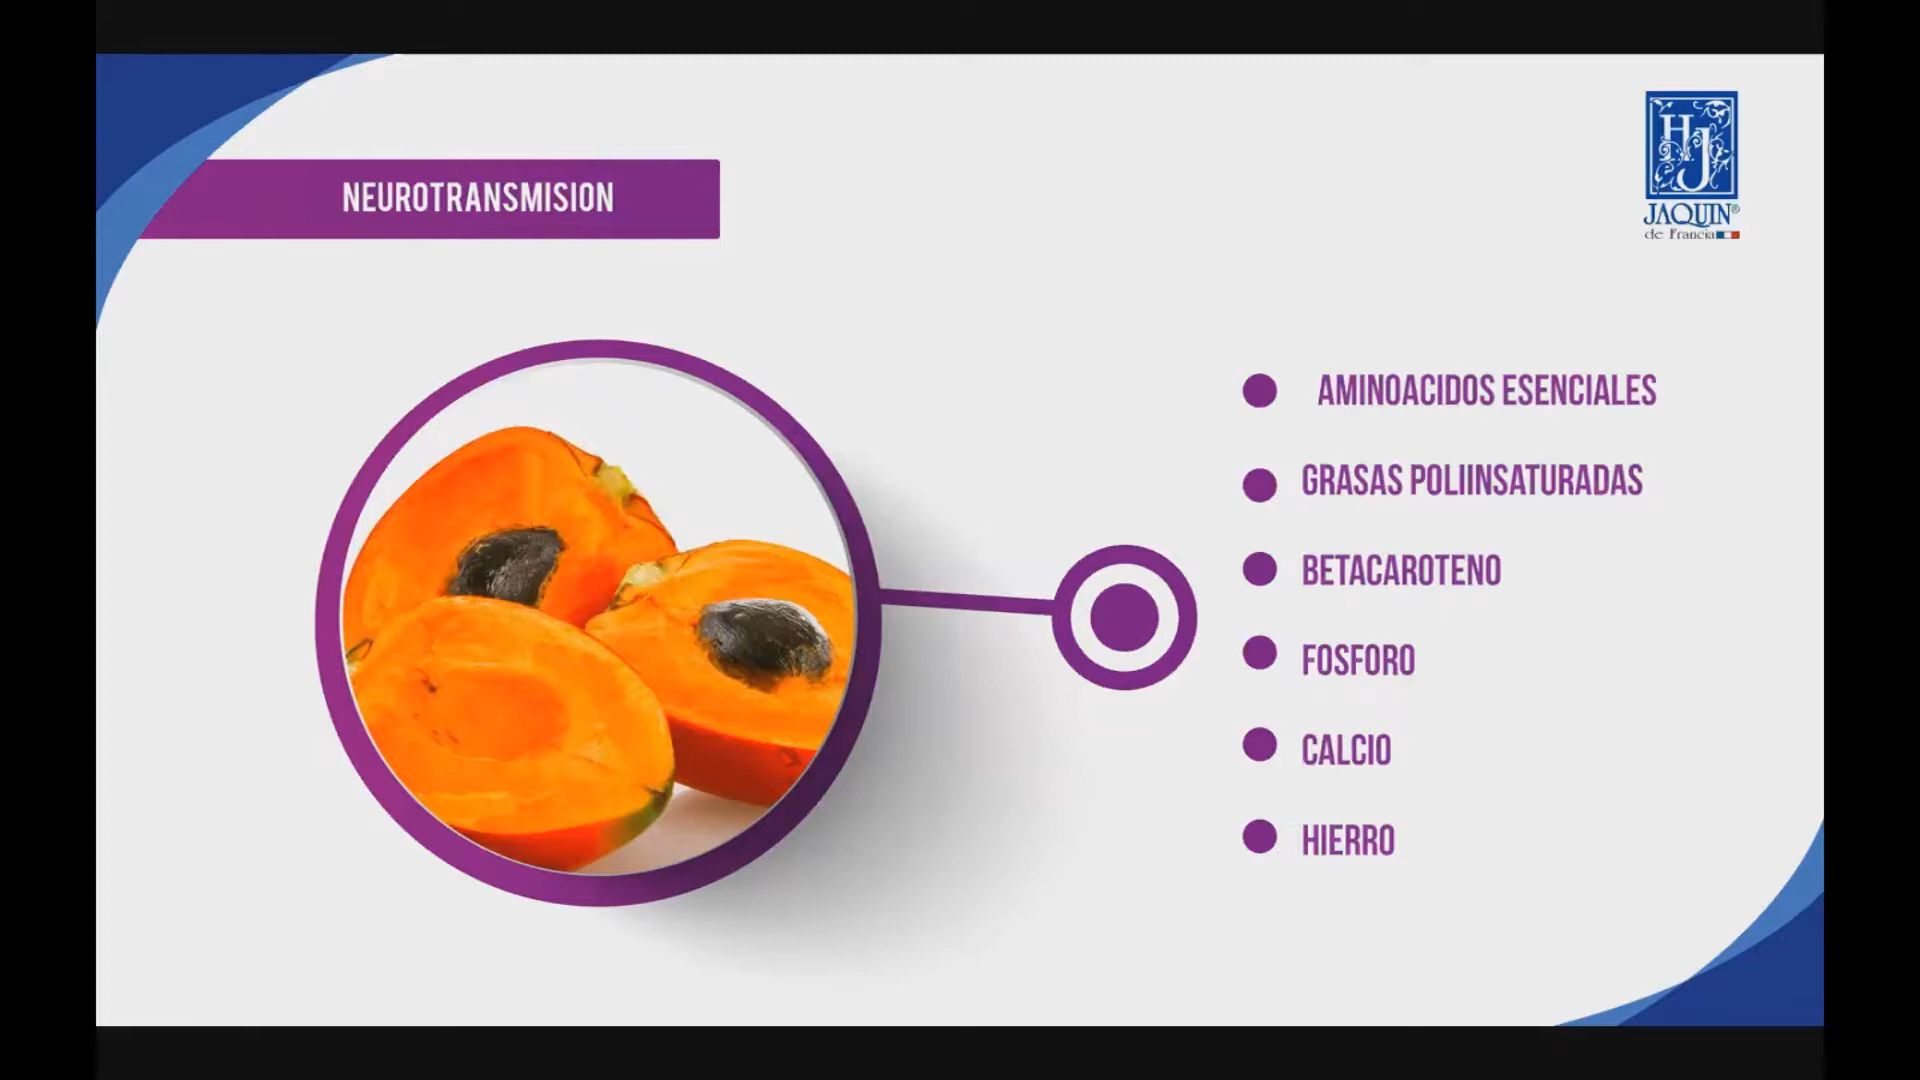 NEUROTRANSMISION
HJ
JAQUIN®
de Francia
AMINOACIDOS ESENCIALES
GRASAS POLIINSATURADAS
BETACAROTENO
FOSFORO
CALCIO
HIERRO